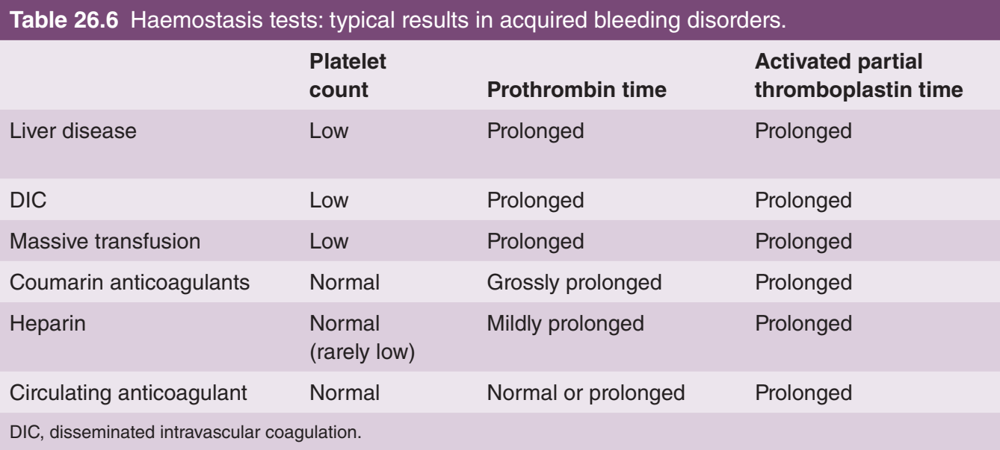 Table 26.6 Haemostasis tests: typical results in acquired bleeding disorders.
Platelet count Prothrombin time Activated partial thromboplastin time
Liver disease Low Prolonged Prolonged
DIC Low Prolonged Prolonged
Massive transfusion Low Prolonged Prolonged
Coumarin anticoagulants Normal Grossly prolonged Prolonged
Heparin Normal (rarely low) Mildly prolonged Prolonged
Circulating anticoagulant Normal Normal or prolonged Prolonged
DIC, disseminated intravascular coagulation.